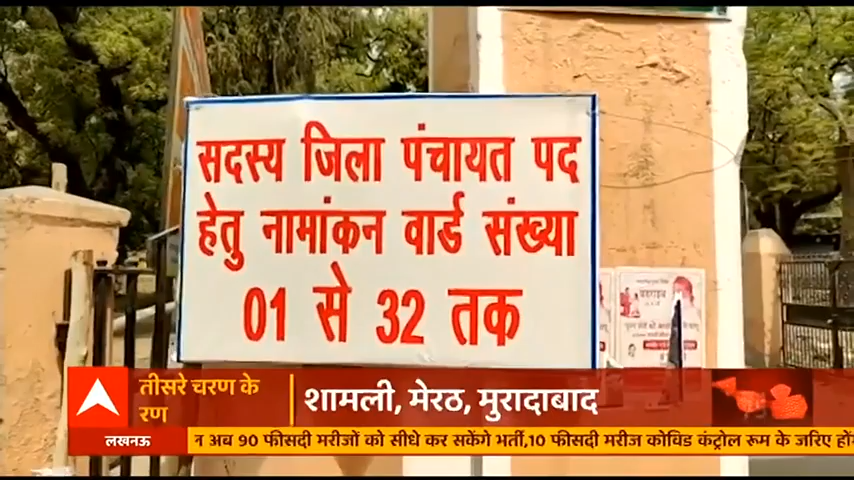 सदस्य जिला पंचायत पद
हेतु नामांकन वार्ड संख्या
01 से 32 तक
तीसरे चरण के
रण
शामली, मेरठ, मुरादाबाद
लखनऊ
न अब 90 फीसदी मरीजों को सीधे कर सकेंगे भर्ती,10 फीसदी मरीज कोविड कंट्रोल रूम के जरिए